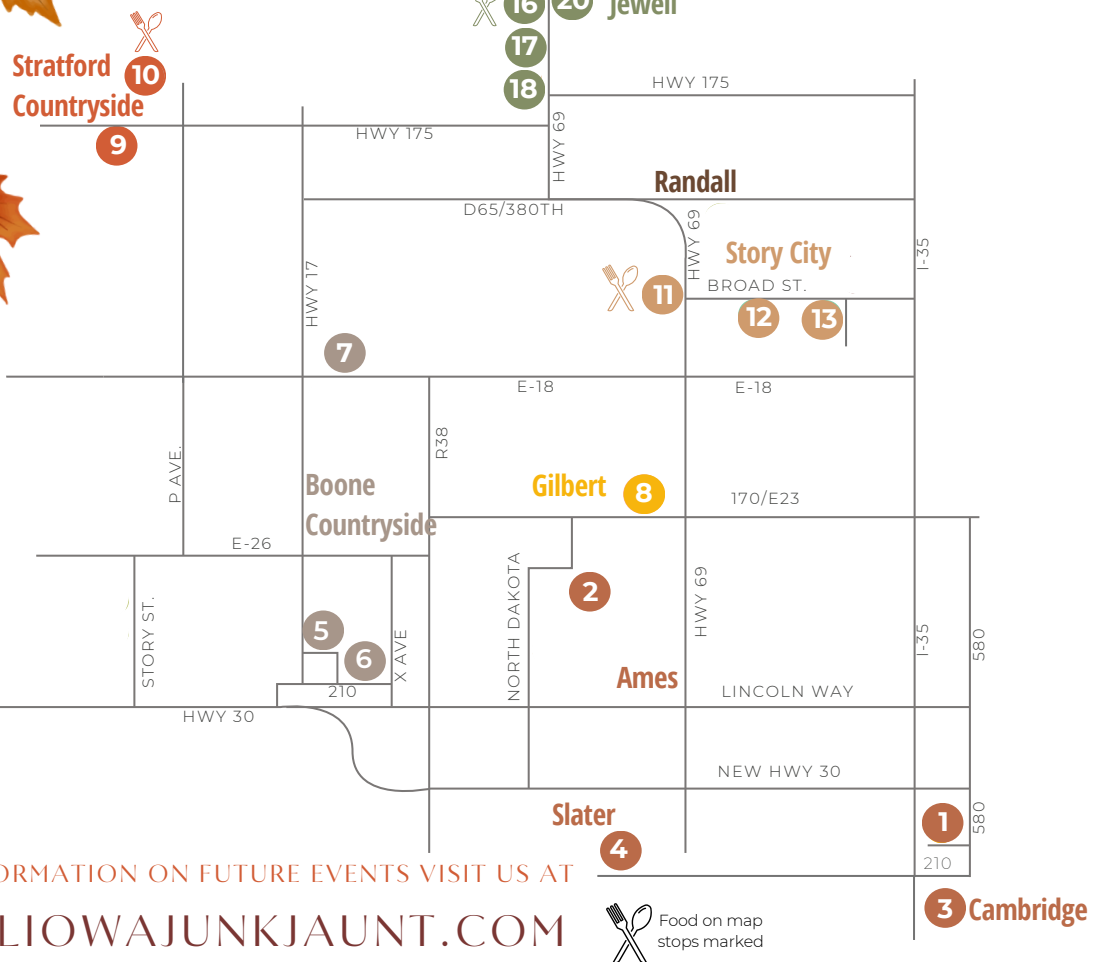 16 20 Jewell
17
18
Stratford
Countryside
10
9
HWY 175
HWY 175
HWY 69
Randall
D65/380TH
HWY 69
Story City
BROAD ST.
I-35
HWY 17
11
12
13
7
E-18
E-18
R38
P AVE.
Boone
Countryside
Gilbert
8
170/E23
E-26
NORTH DAKOTA
2
HWY 69
STORY ST.
5
6
X AVE
I-35
580
210
Ames
LINCOLN WAY
HWY 30
NEW HWY 30
Slater
4
1
580
210
3 Cambridge
ORMATION ON FUTURE EVENTS VISIT US AT
LIOWAJUNKJAUNT.COM
Food on map
stops marked